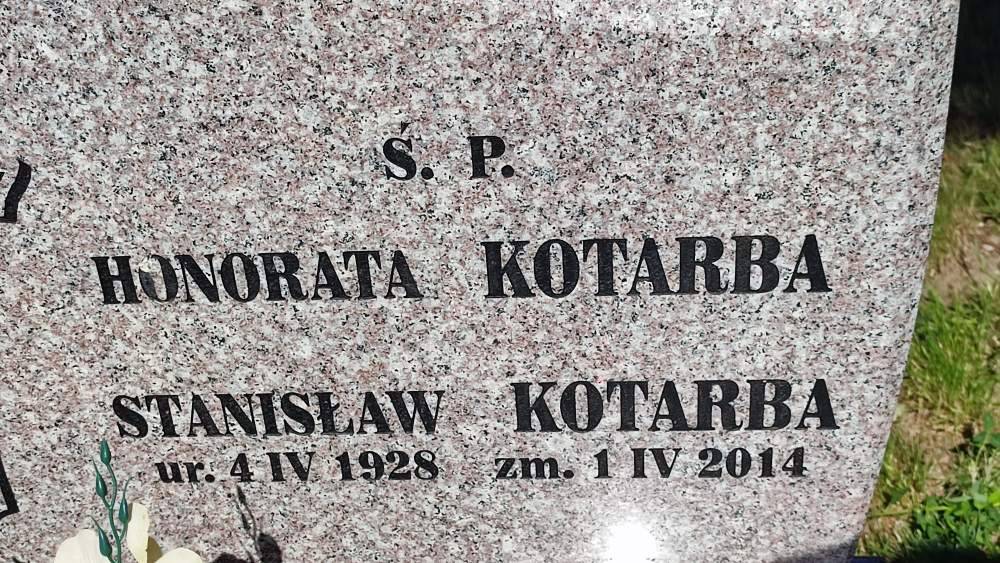 Ś. P.
HONORATA KOTARBA
STANISŁAW KOTARBA
ur. 4 IV 1928 zm. 1 IV 2014